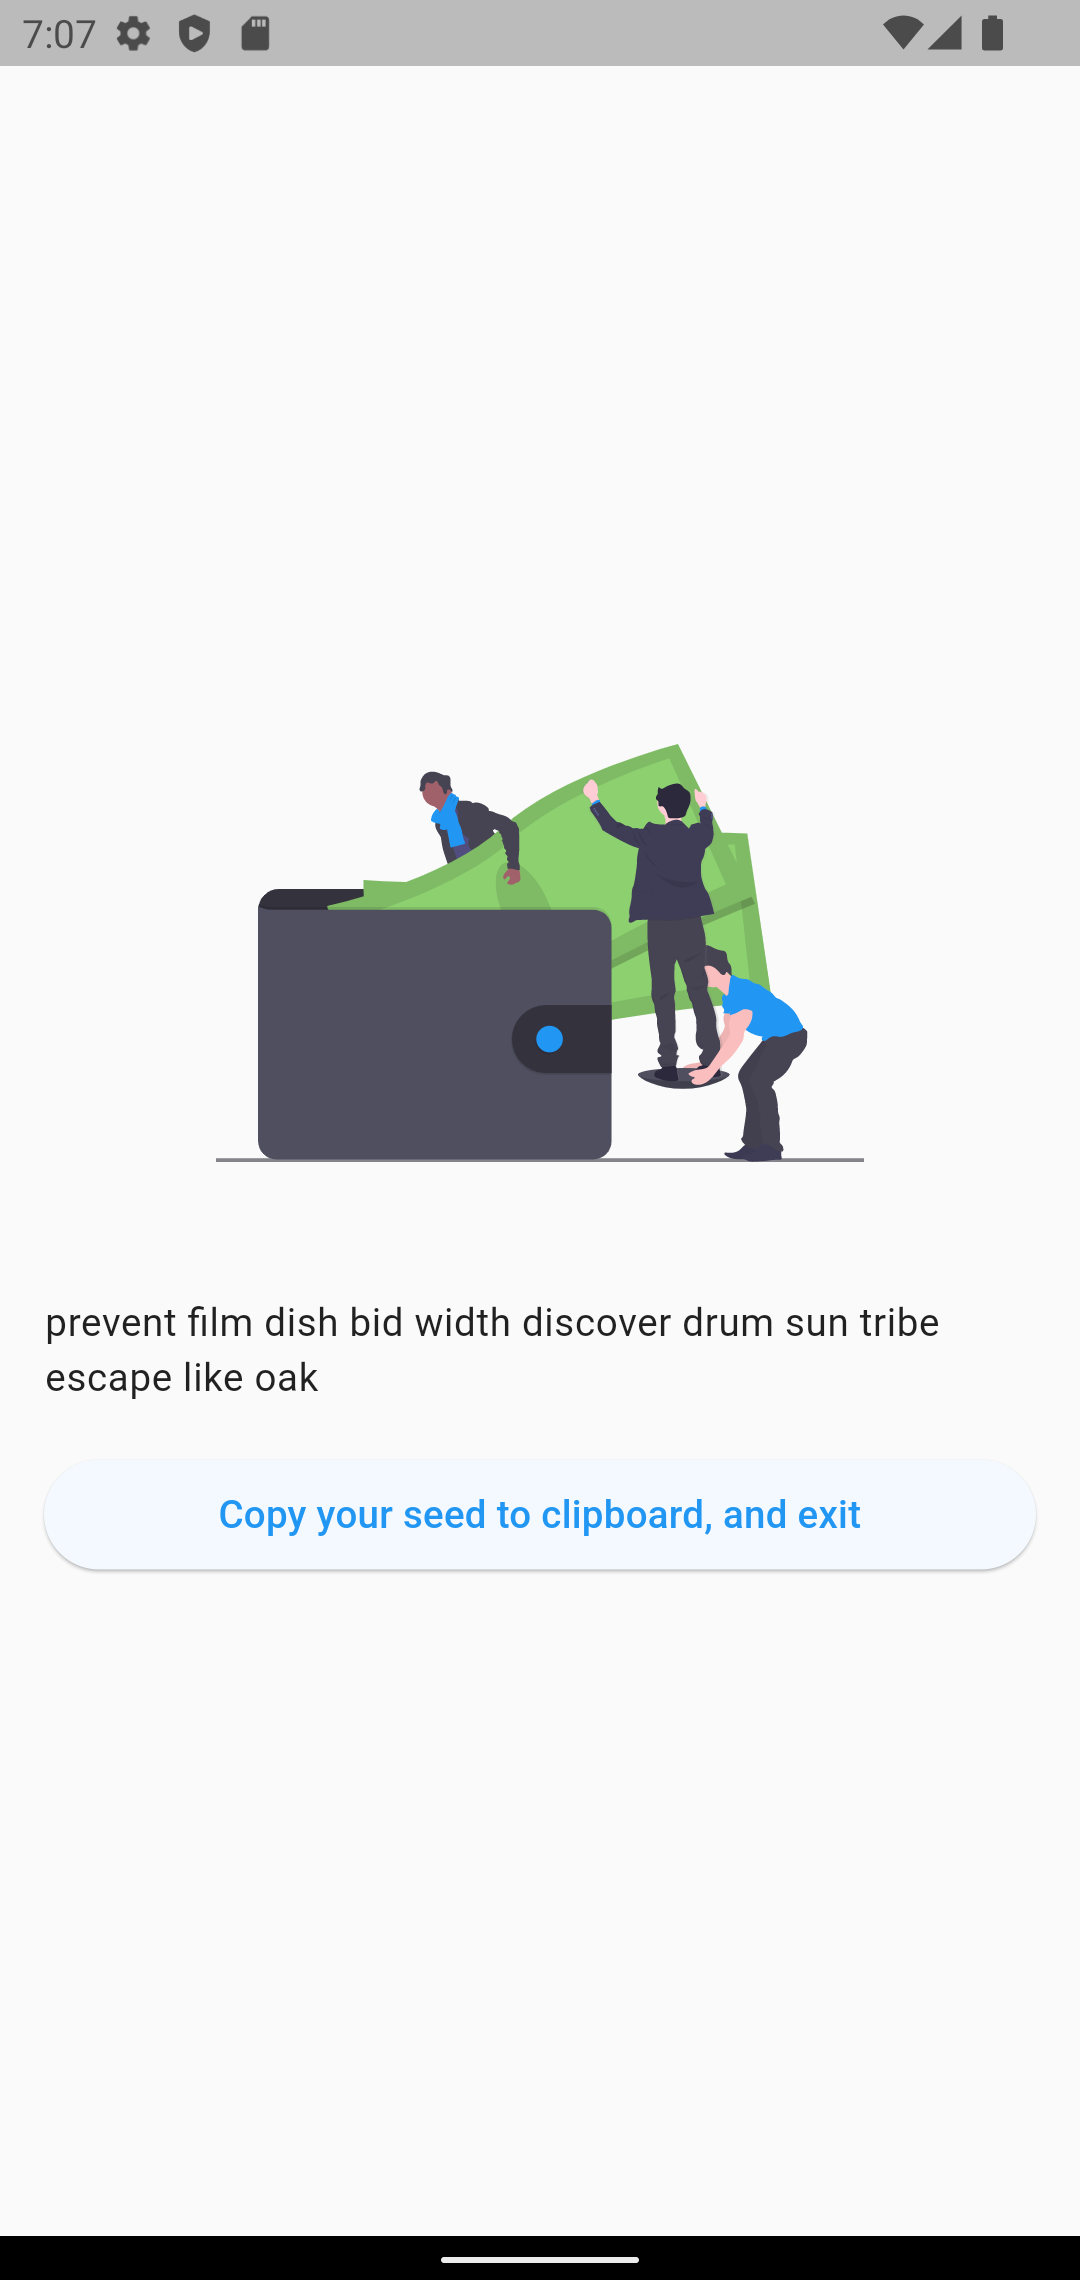 7:07
prevent film dish bid width discover drum sun tribe
escape like oak
Copy your seed to clipboard, and exit